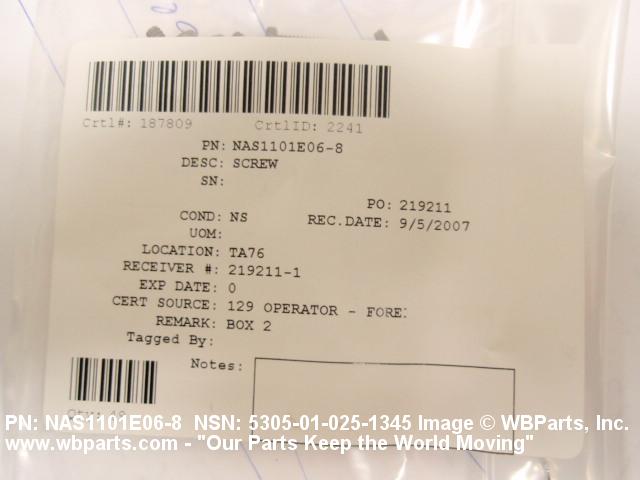 Crtl#: 187809 CrtlID: 2241
PN: NAS1101E06-8
DESC: SCREW
SN:
PO: 219211
COND: NS REC.DATE: 9/5/2007
UOM:
LOCATION: TA76
RECEIVER #: 219211-1
EXP DATE: 0
CERT SOURCE: 129 OPERATOR - FORE
REMARK: BOX 2
Tagged By:
Notes:
PN: NAS1101E06-8 NSN: 5305-01-025-1345 Image © WBParts, Inc.
www.wbparts.com - "Our Parts Keep the World Moving"